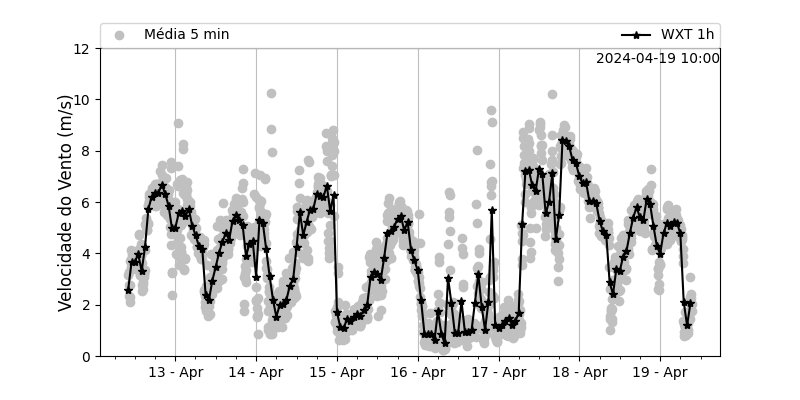 Média 5 min
WXT 1h
2024-04-19 10:00
Velocidade do Vento (m/s)
12
10
8
6
4
2
0
13 - Apr
14 - Apr
15 - Apr
16 - Apr
17 - Apr
18 - Apr
19 - Apr